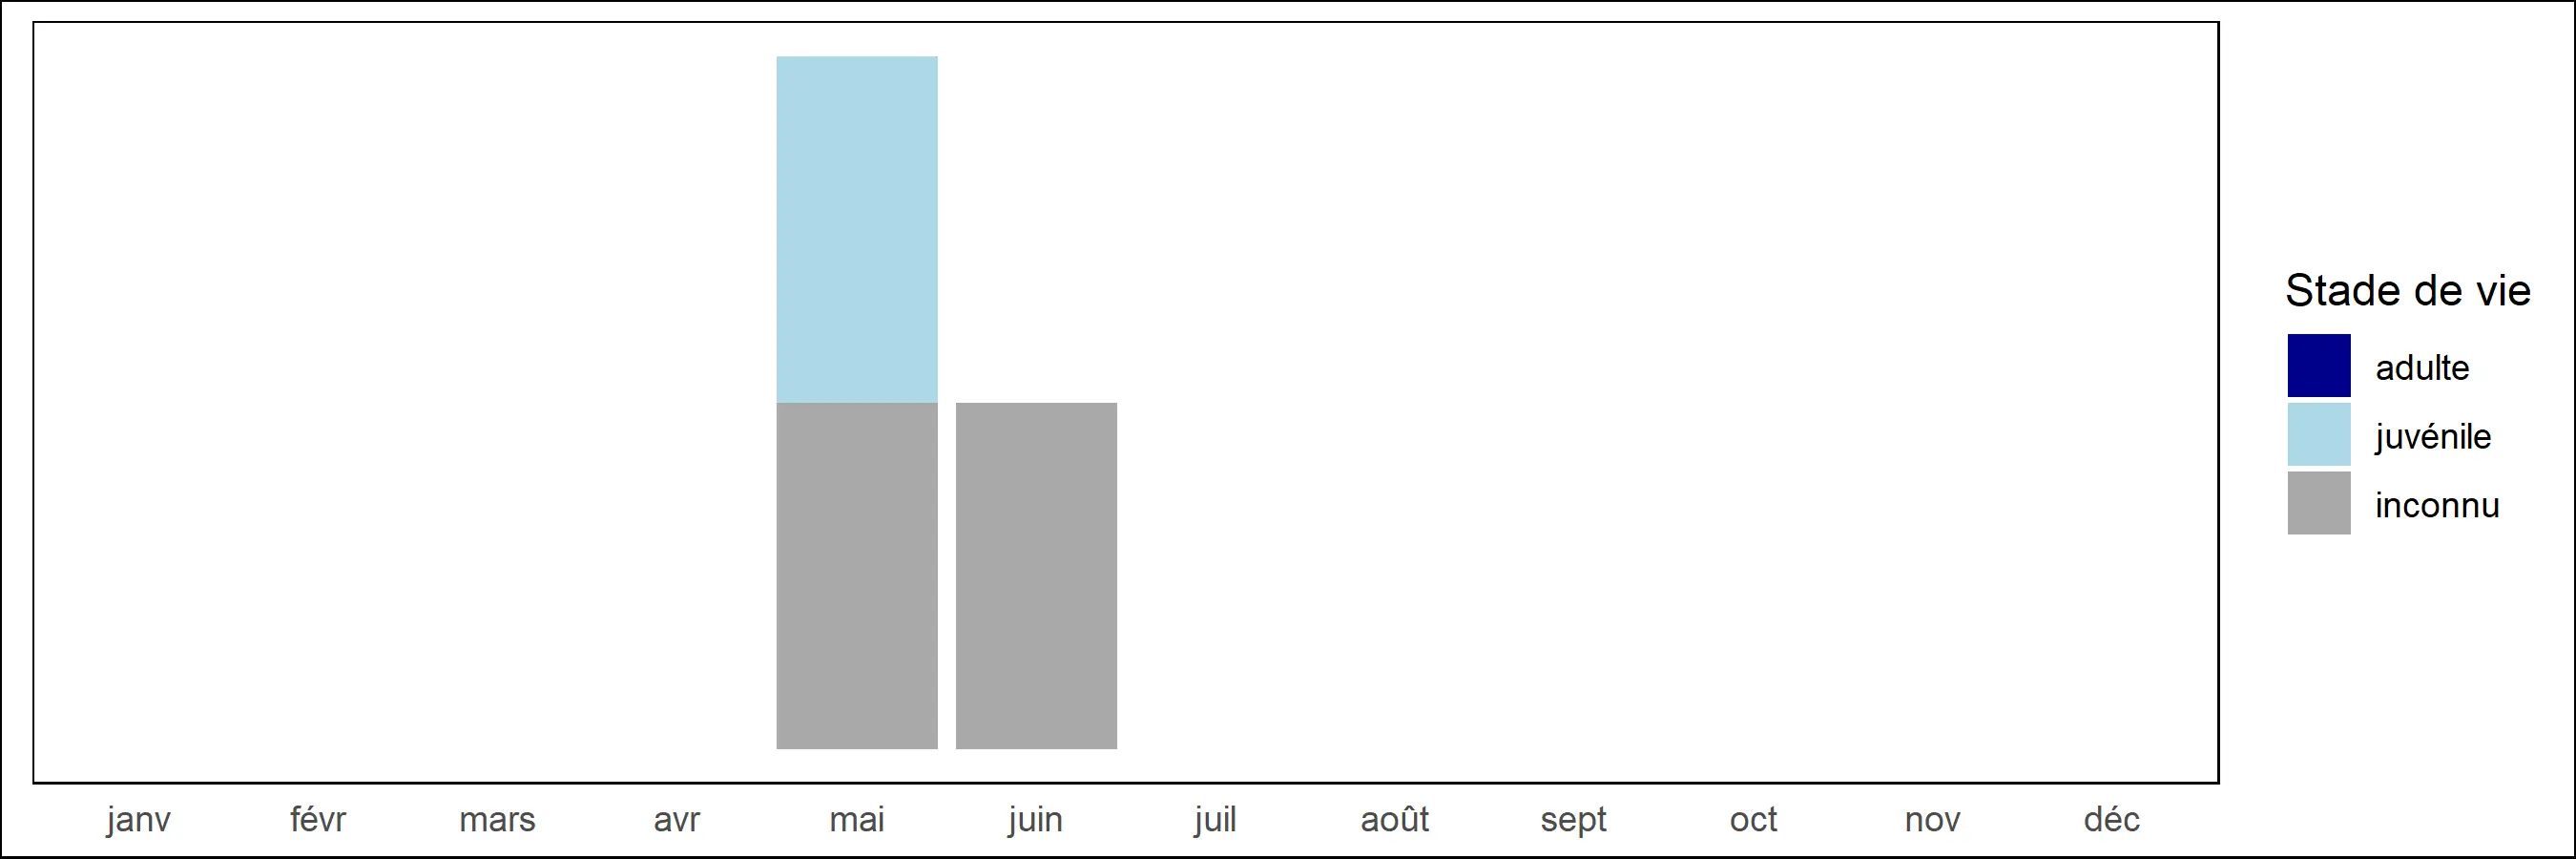 Stade de vie
adulte
juvénile
inconnu
janv févr mars avr mai juin juil août sept oct nov déc